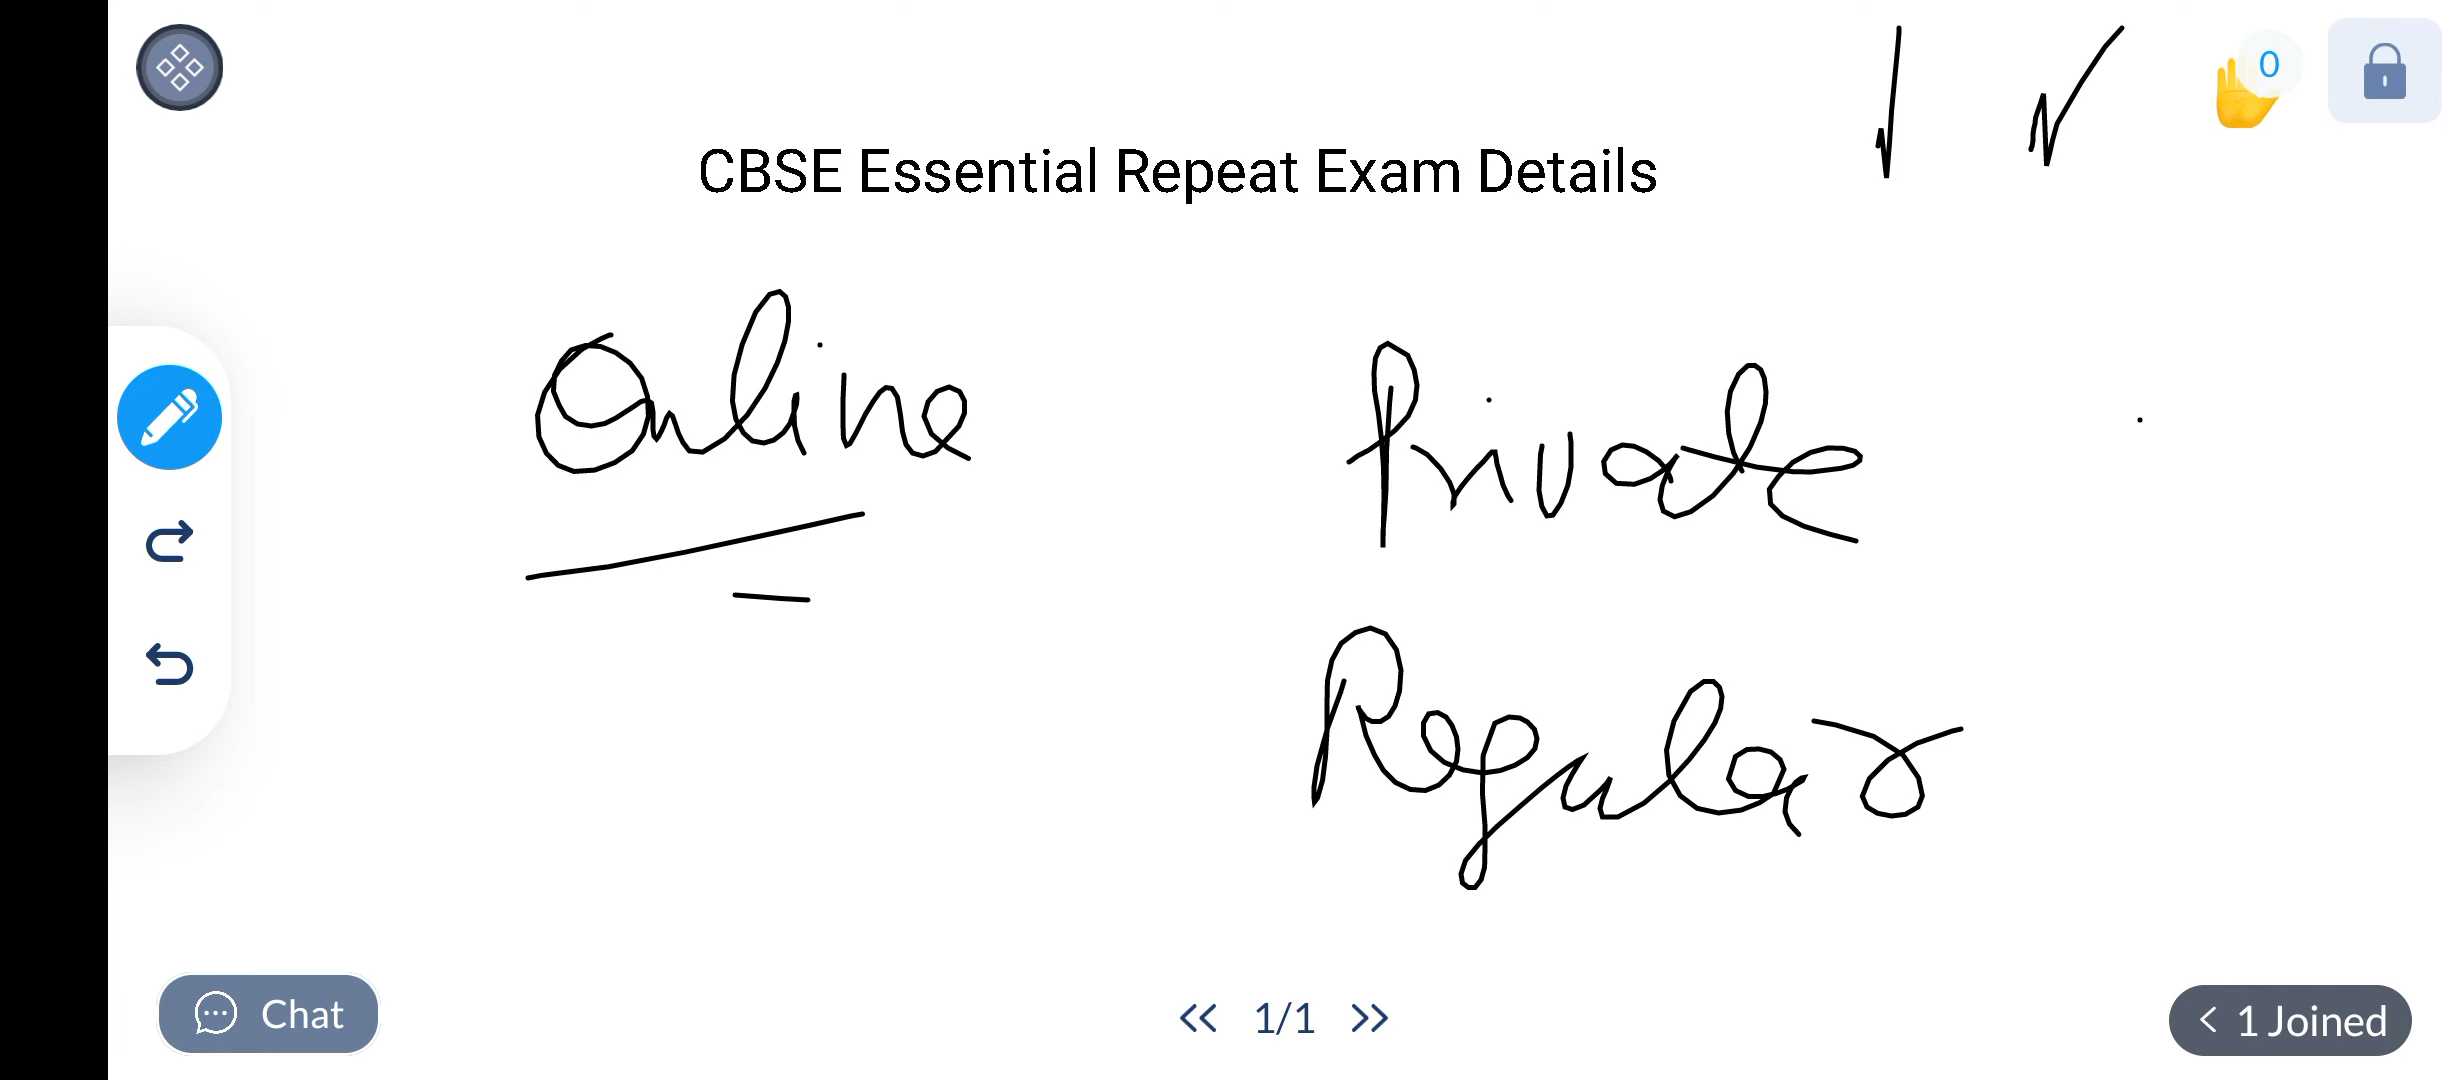 0
CBSE Essential Repeat Exam Details
Online
Private
Regular
Chat
<< 1/1 >>
< 1 Joined